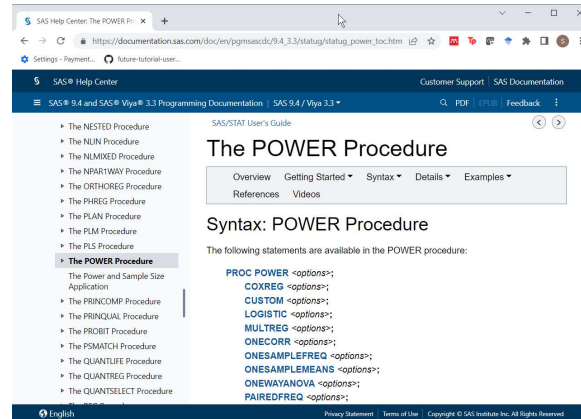 SAS Help Center: The POWER Pro
https://documentation.sas.com/doc/en/pgmsascdc/9.4_3.3/statug/statug_power_toc.htm
Settings - Payment... future-tutorial-user...
SAS® Help Center
Customer Support | SAS Documentation
SAS® 9.4 and SAS® Viya® 3.3 Programming Documentation | SAS 9.4 / Viya 3.3
PDF EPUB Feedback
The NESTED Procedure
The NLIN Procedure
The NLMIXED Procedure
The NPAR1WAY Procedure
The ORTHOREG Procedure
The PHREG Procedure
The PLAN Procedure
The PLM Procedure
The PLS Procedure
The POWER Procedure
The Power and Sample Size
Application
The PRINCOMP Procedure
The PRINQUAL Procedure
The PROBIT Procedure
The PSMATCH Procedure
The QUANTLIFE Procedure
The QUANTREG Procedure
The QUANTSELECT Procedure
SAS/STAT User's Guide
The POWER Procedure
Overview Getting Started Syntax Details Examples
References Videos
Syntax: POWER Procedure
The following statements are available in the POWER procedure:
PROC POWER <options>;
COXREG <options>;
CUSTOM <options>;
LOGISTIC <options>;
MULTREG <options>;
ONECORR <options>;
ONESAMPLEFREQ <options>;
ONESAMPLEMEANS <options>;
ONEWAYANOVA <options>;
PAIREDFREQ <options>;
English
Privacy Statement | Terms of Use | Copyright © SAS Institute Inc. All Rights Reserved